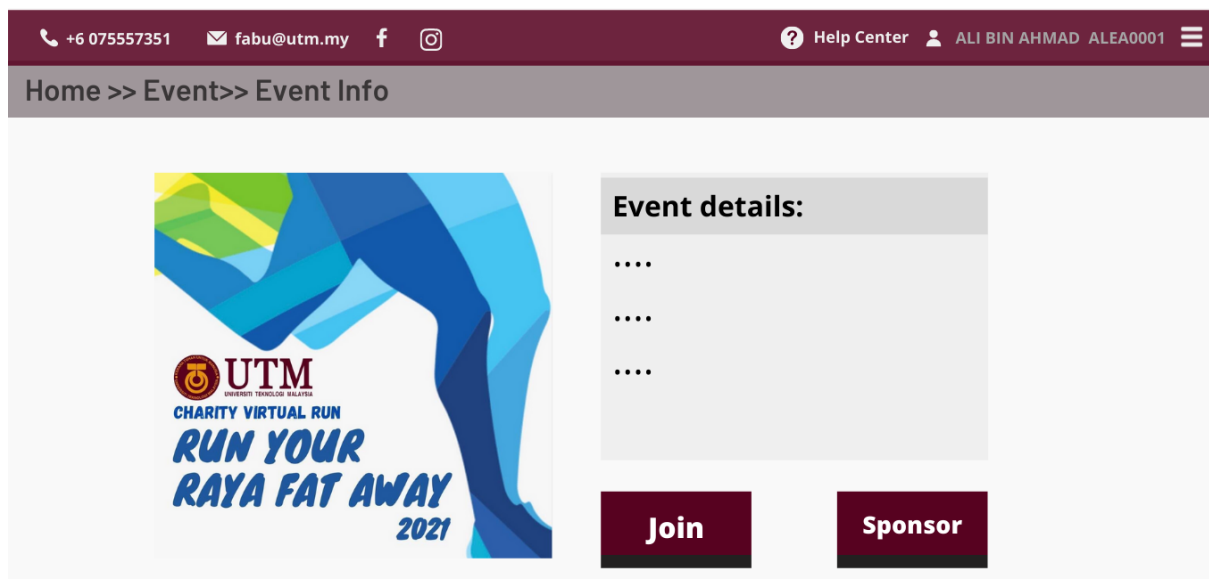 +6 075557351 fabu@utm.my Help Center ALI BIN AHMAD ALEA0001
Home >> Event>> Event Info
Event details:
....
....
....
UTM
UNIVERSITI TEKNOLOGI MALAYSIA
CHARITY VIRTUAL RUN
RUN YOUR
RAYA FAT AWAY
2021
Join Sponsor